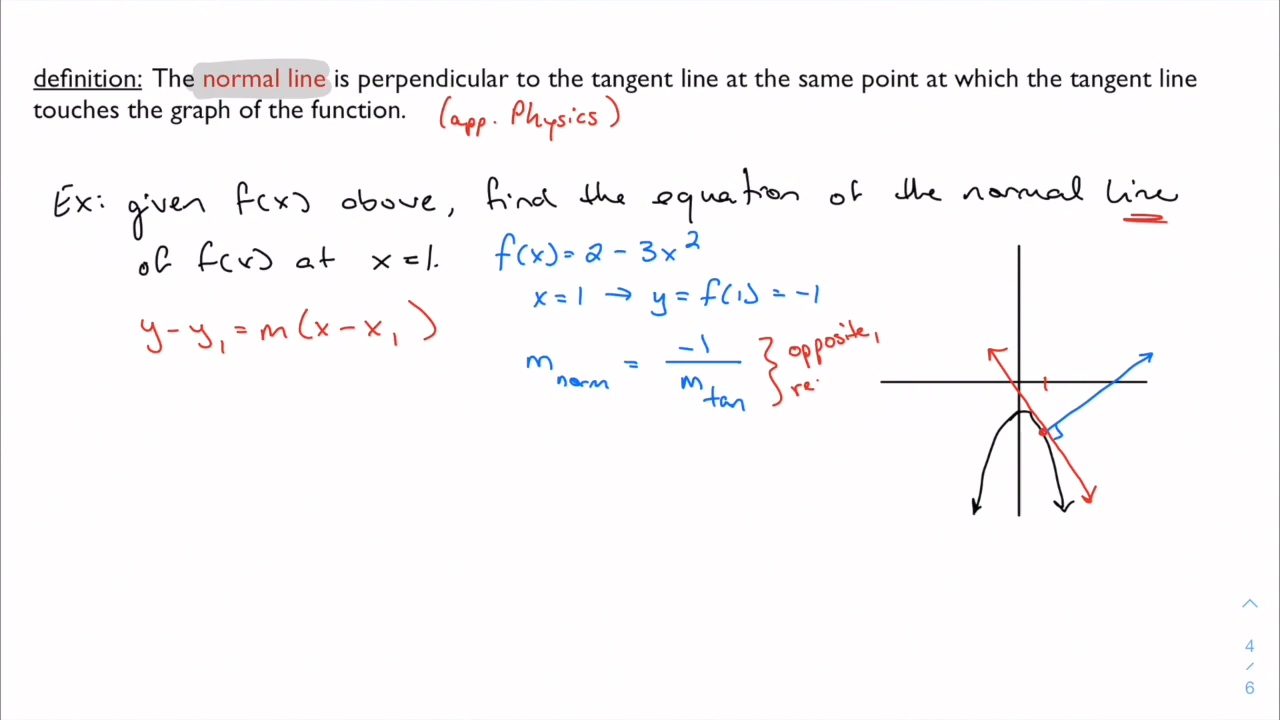 definition: The normal line is perpendicular to the tangent line at the same point at which the tangent line
touches the graph of the function. (app. Physics)
Ex: given f(x) above, find the equation of the normal line
of f(x) at x=1. f(x)= 2 - 3x²
x=1 → y = f(1) = -1
y - y₁ = m(x - x₁)
m_norm = -1/m_tan } opposite,
re
4
/
6